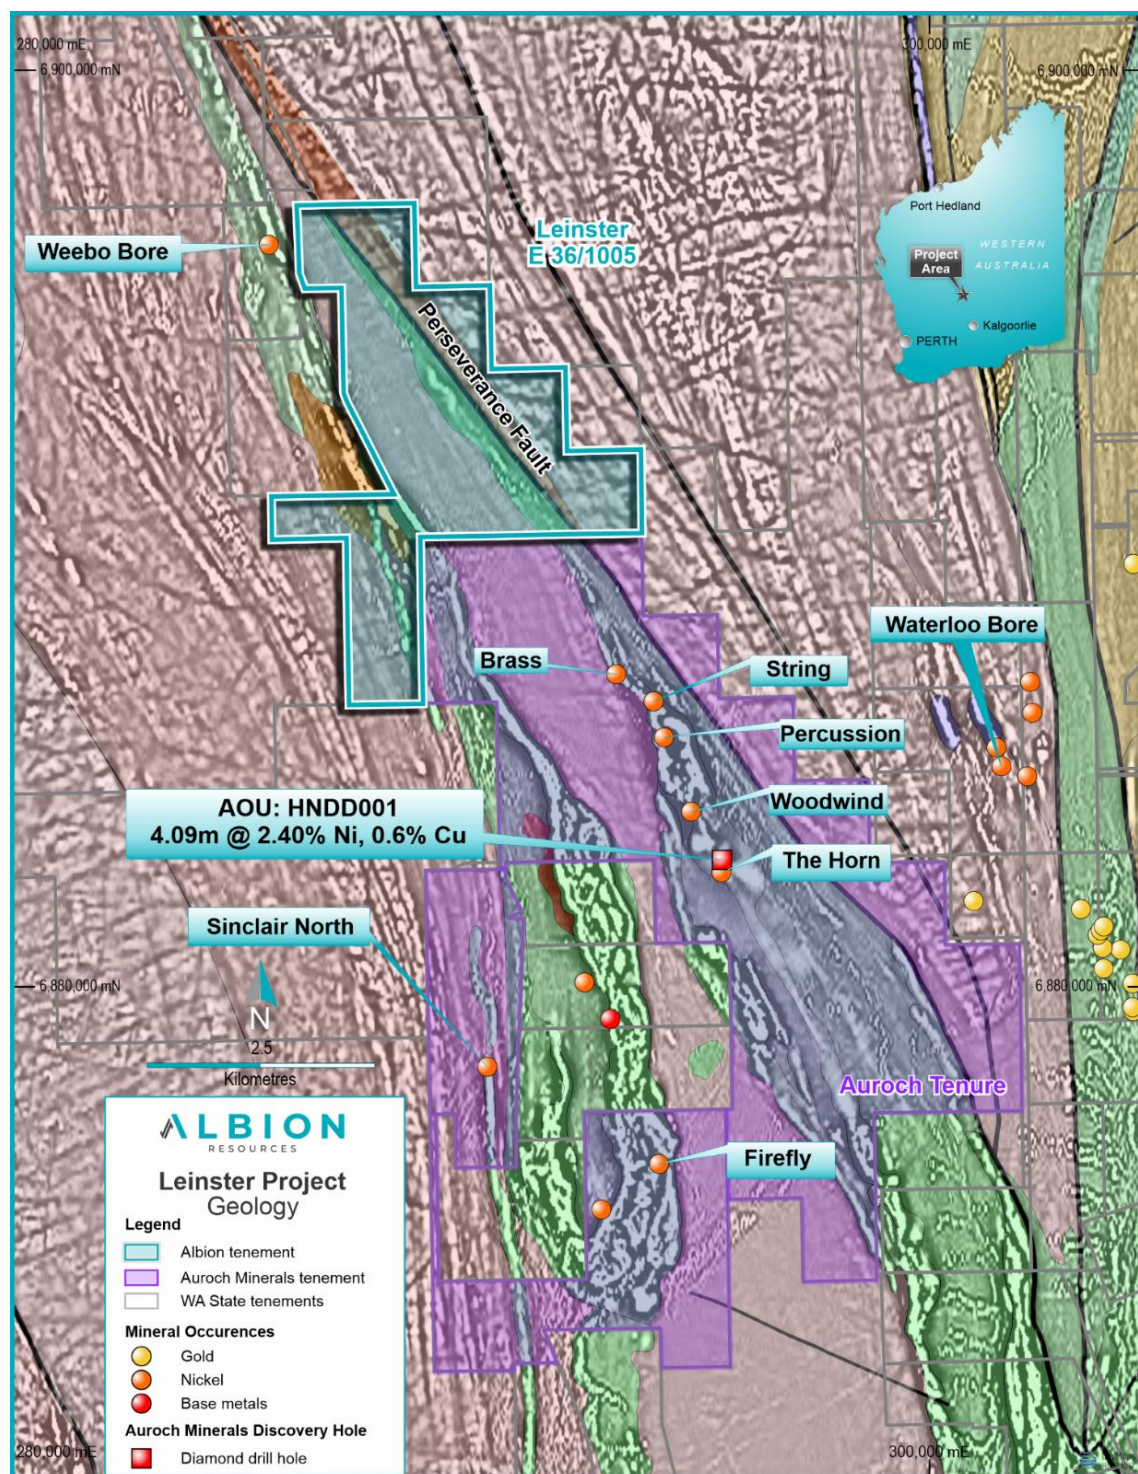 280,000 mE
300,000 mE
6,900,000 mN
6,900,000 mN
Port Hedland
WESTERN
AUSTRALIA
Project
Area
Kalgoorlie
PERTH
Leinster
E 36/1005
Weebo Bore
Perseverance Fault
Waterloo Bore
Brass
String
Percussion
Woodwind
AOU: HNDD001
4.09m @ 2.40% Ni, 0.6% Cu
The Horn
Sinclair North
6,880,000 mN
6,880,000 mN
N
2.5
Kilometres
Auroch Tenure
Firefly
ALBION
RESOURCES
Leinster Project
Geology
Legend
Albion tenement
Auroch Minerals tenement
WA State tenements
Mineral Occurences
Gold
Nickel
Base metals
Auroch Minerals Discovery Hole
Diamond drill hole
280,000 mE
300,000 mE